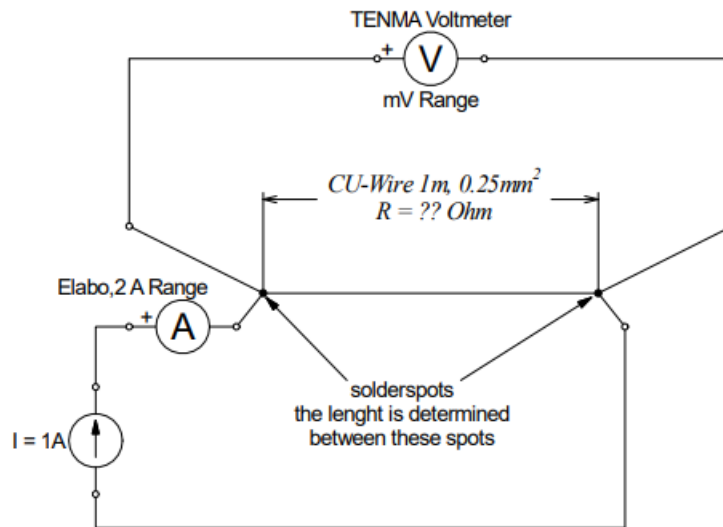 TENMA Voltmeter
+
V
mV Range
CU-Wire 1m, 0.25mm²
R = ?? Ohm
Elabo,2 A Range
+
A
solderspots
the lenght is determined
between these spots
I = 1A